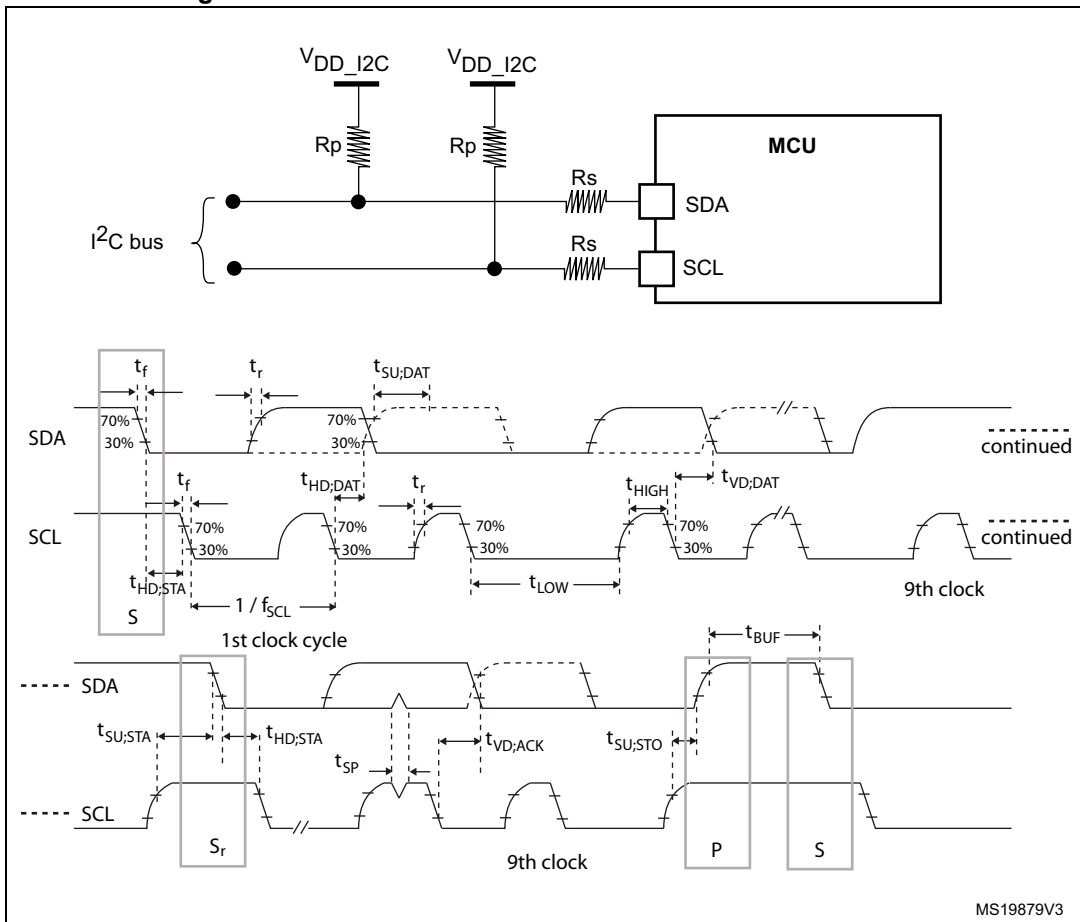 V_DD_I2C V_DD_I2C
Rp Rp MCU
Rs
SDA
I²C bus
Rs
SCL
t_f t_r t_SU;DAT
70% 70%
SDA 30% 30% continued
t_f t_HD;DAT t_r t_HIGH t_VD;DAT
SCL 70% 70% 70% 70% continued
30% 30% 30% 30%
t_HD;STA t_LOW
S 1 / f_SCL 9th clock
1st clock cycle t_BUF
SDA
t_SU;STA t_HD;STA t_SP t_VD;ACK t_SU;STO
SCL
S_r 9th clock P S
MS19879V3